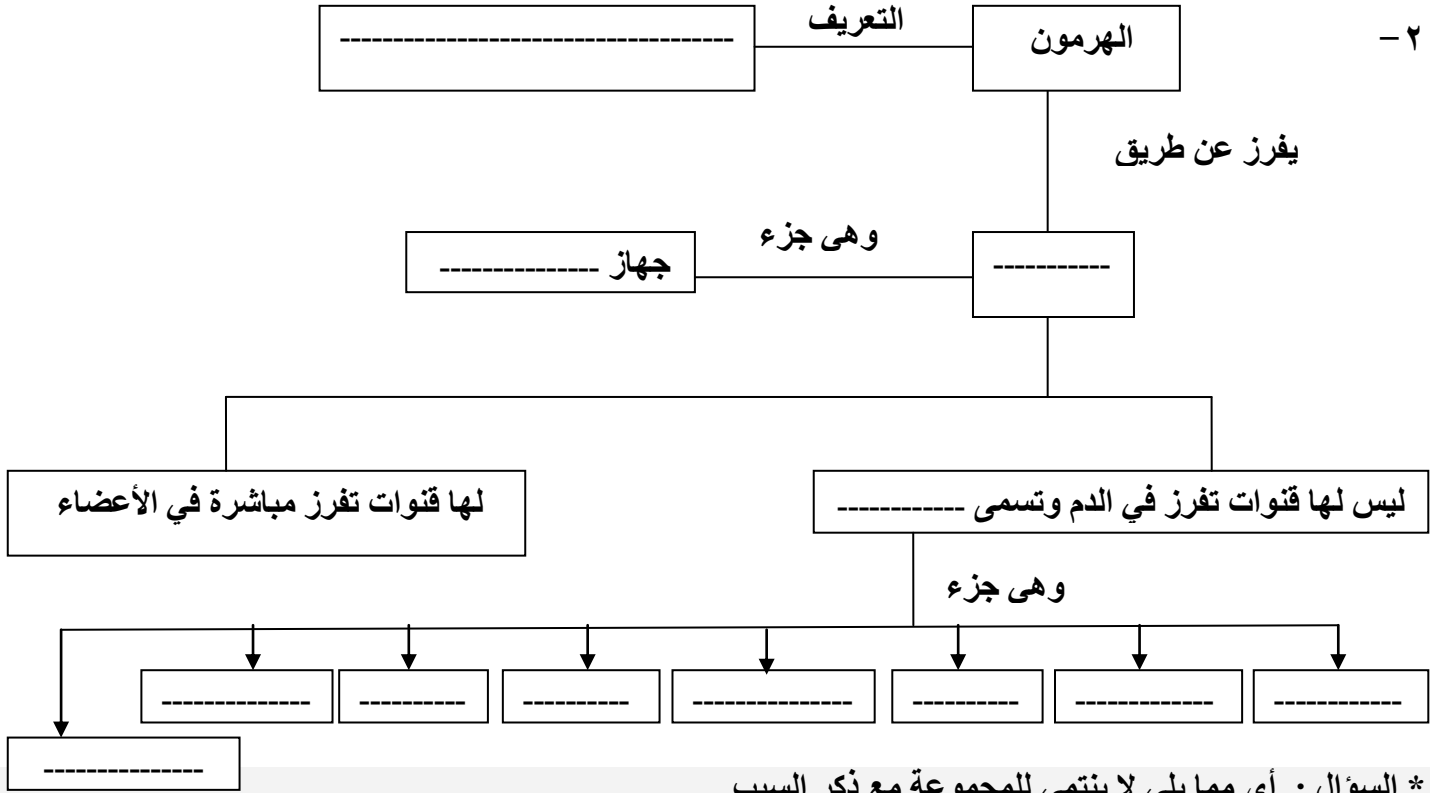 ٢ –
الهرمون
التعريف
-------------------------------------
يفرز عن طريق
-----------
وهى جزء
جهاز ---------------
ليس لها قنوات تفرز في الدم وتسمى ------------
لها قنوات تفرز مباشرة في الأعضاء
وهى جزء
------------
-------------
----------
---------------
----------
----------
--------------
---------------
* السؤال : أي مما يلي لا ينتمي للمجموعة مع ذكر السبب